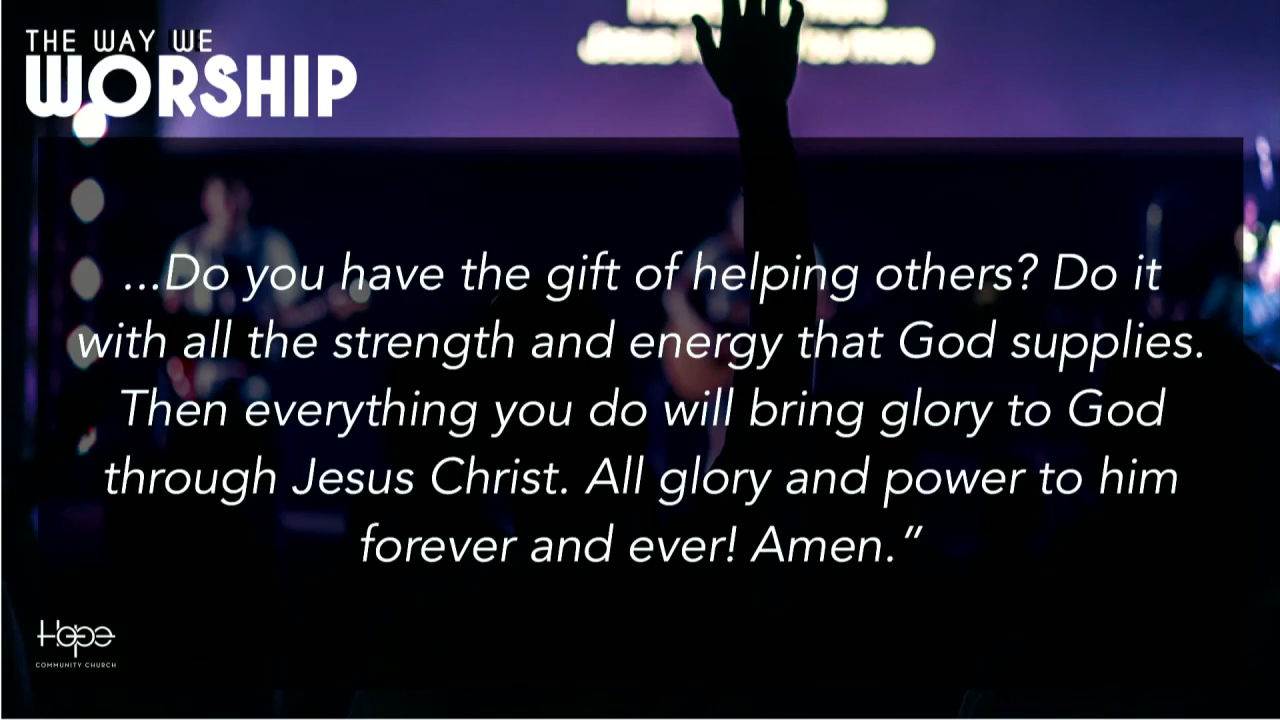 THE WAY WE
WORSHIP
...Do you have the gift of helping others? Do it
with all the strength and energy that God supplies.
Then everything you do will bring glory to God
through Jesus Christ. All glory and power to him
forever and ever! Amen.”
Hope
COMMUNITY CHURCH